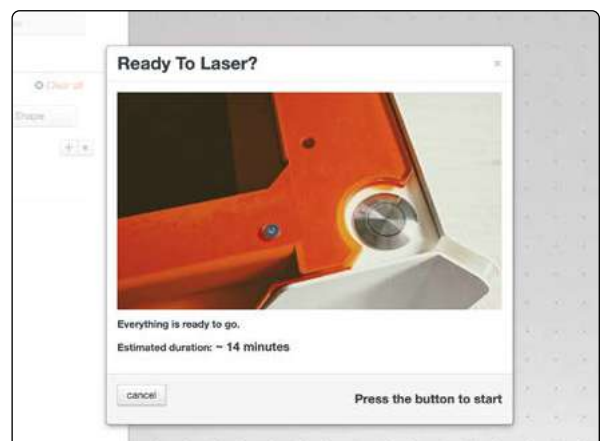 Ready To Laser?
×
Clear all
Shape
Everything is ready to go.
Estimated duration: ~ 14 minutes
cancel
Press the button to start